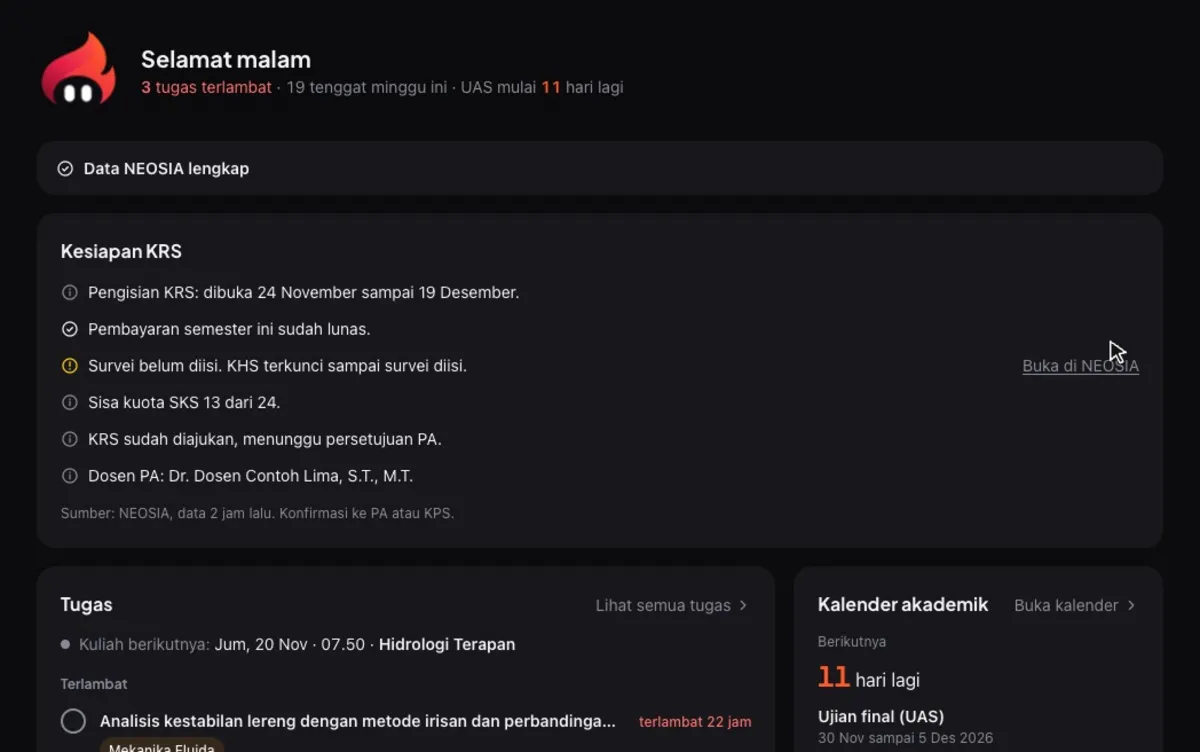 Selamat malam
3 tugas terlambat · 19 tenggat minggu ini · UAS mulai 11 hari lagi
Data NEOSIA lengkap
Kesiapan KRS
Pengisian KRS: dibuka 24 November sampai 19 Desember.
Pembayaran semester ini sudah lunas.
Survei belum diisi. KHS terkunci sampai survei diisi.
Buka di NEOSIA
Sisa kuota SKS 13 dari 24.
KRS sudah diajukan, menunggu persetujuan PA.
Dosen PA: Dr. Dosen Contoh Lima, S.T., M.T.
Sumber: NEOSIA, data 2 jam lalu. Konfirmasi ke PA atau KPS.
Tugas
Lihat semua tugas
Kuliah berikutnya: Jum, 20 Nov · 07.50 · Hidrologi Terapan
Terlambat
Analisis kestabilan lereng dengan metode irisan dan perbandinga...
terlambat 22 jam
Mekanika Fluida
Kalender akademik
Buka kalender
Berikutnya
11 hari lagi
Ujian final (UAS)
30 Nov sampai 5 Des 2026